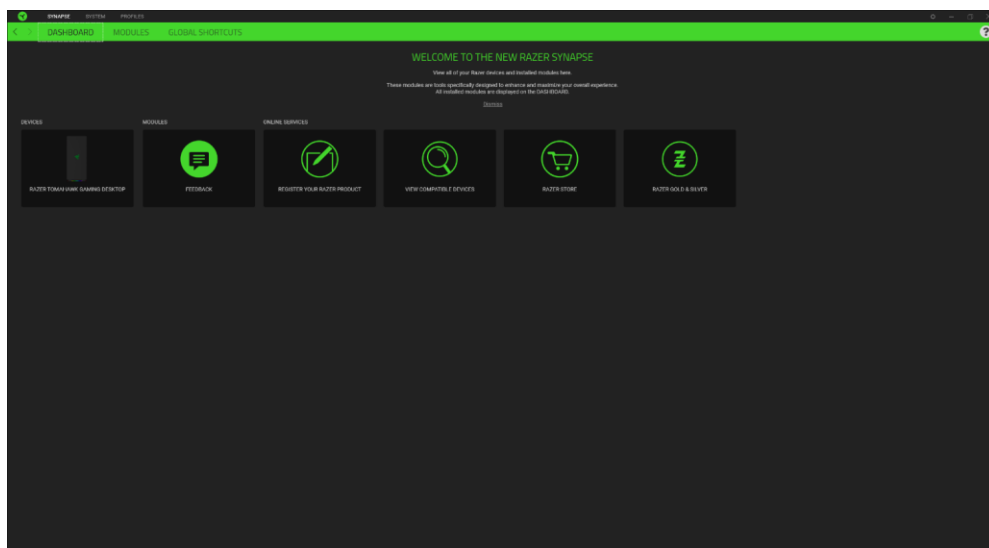 SYNAPSE SYSTEM PROFILES
DASHBOARD MODULES GLOBAL SHORTCUTS
?
WELCOME TO THE NEW RAZER SYNAPSE
View all of your Razer devices and installed modules here.
These modules are tools specifically designed to enhance and maximize your overall experience.
All installed modules are displayed on the DASHBOARD.
Dismiss
DEVICES MODULES ONLINE SERVICES
RAZER TOMAHAWK GAMING DESKTOP FEEDBACK REGISTER YOUR RAZER PRODUCT VIEW COMPATIBLE DEVICES RAZER STORE RAZER GOLD & SILVER